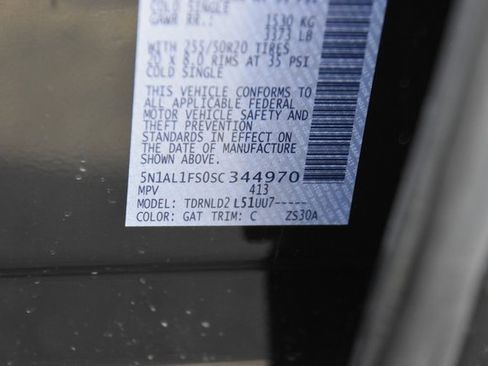 COLD SINGLE
GAWR RR.: 1530 KG
3373 LB
WITH 255/50R20 TIRES
20 X 8.0 RIMS AT 35 PSI
COLD SINGLE
THIS VEHICLE CONFORMS TO
ALL APPLICABLE FEDERAL
MOTOR VEHICLE SAFETY AND
THEFT PREVENTION
STANDARDS IN EFFECT ON
THE DATE OF MANUFACTURE
SHOWN ABOVE.
5N1AL1FS0SC344970
MPV 413
MODEL: TDRNLD2 L51UU7-----
COLOR: GAT TRIM: C ZS30A